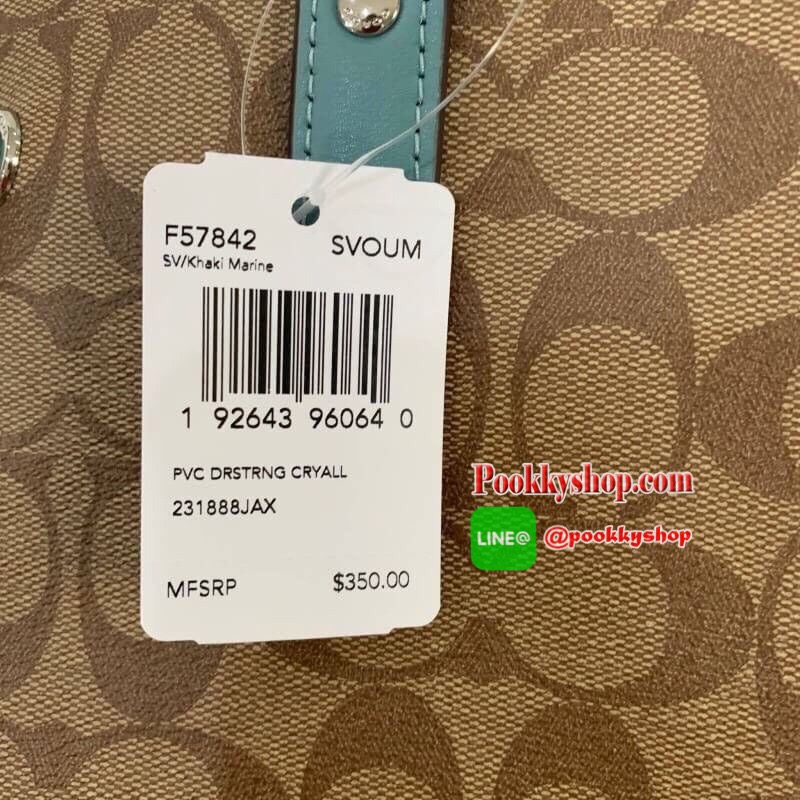 F57842 SVOUM
SV/Khaki Marine
1 92643 96064 0
PVC DRSTRNG CRYALL
231888JAX
MFSRP $350.00
Pookkyshop.com
LINE@ @pookkyshop